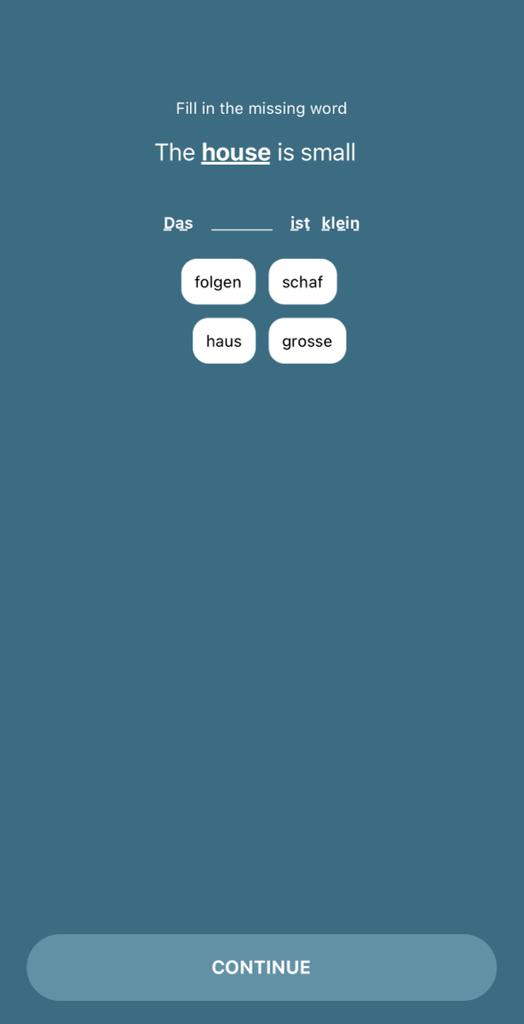 Fill in the missing word
The house is small
Das ______ ist klein
folgen schaf
haus grosse
CONTINUE